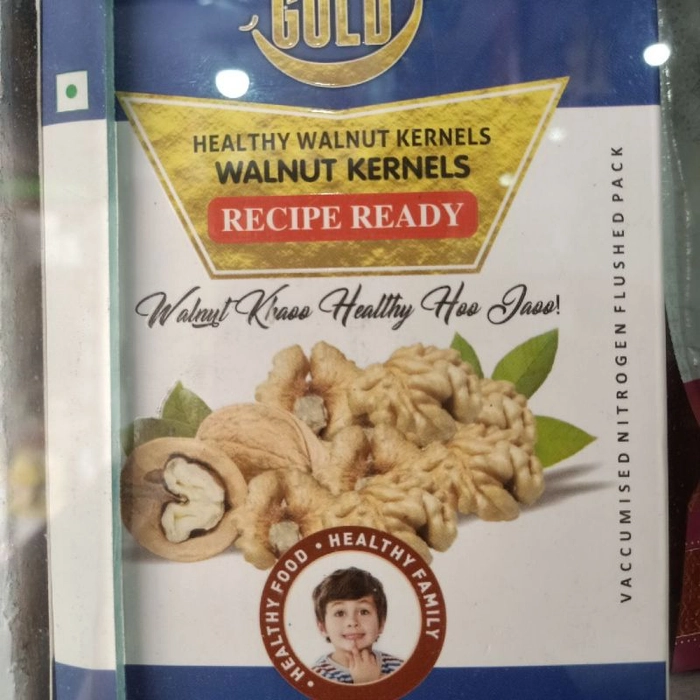 GOLD
HEALTHY WALNUT KERNELS
WALNUT KERNELS
RECIPE READY
Walnut Khaoo Healthy Hoo Jaoo!
VACCUMISED NITROGEN FLUSHED PACK
• HEALTHY FOOD • HEALTHY FAMILY